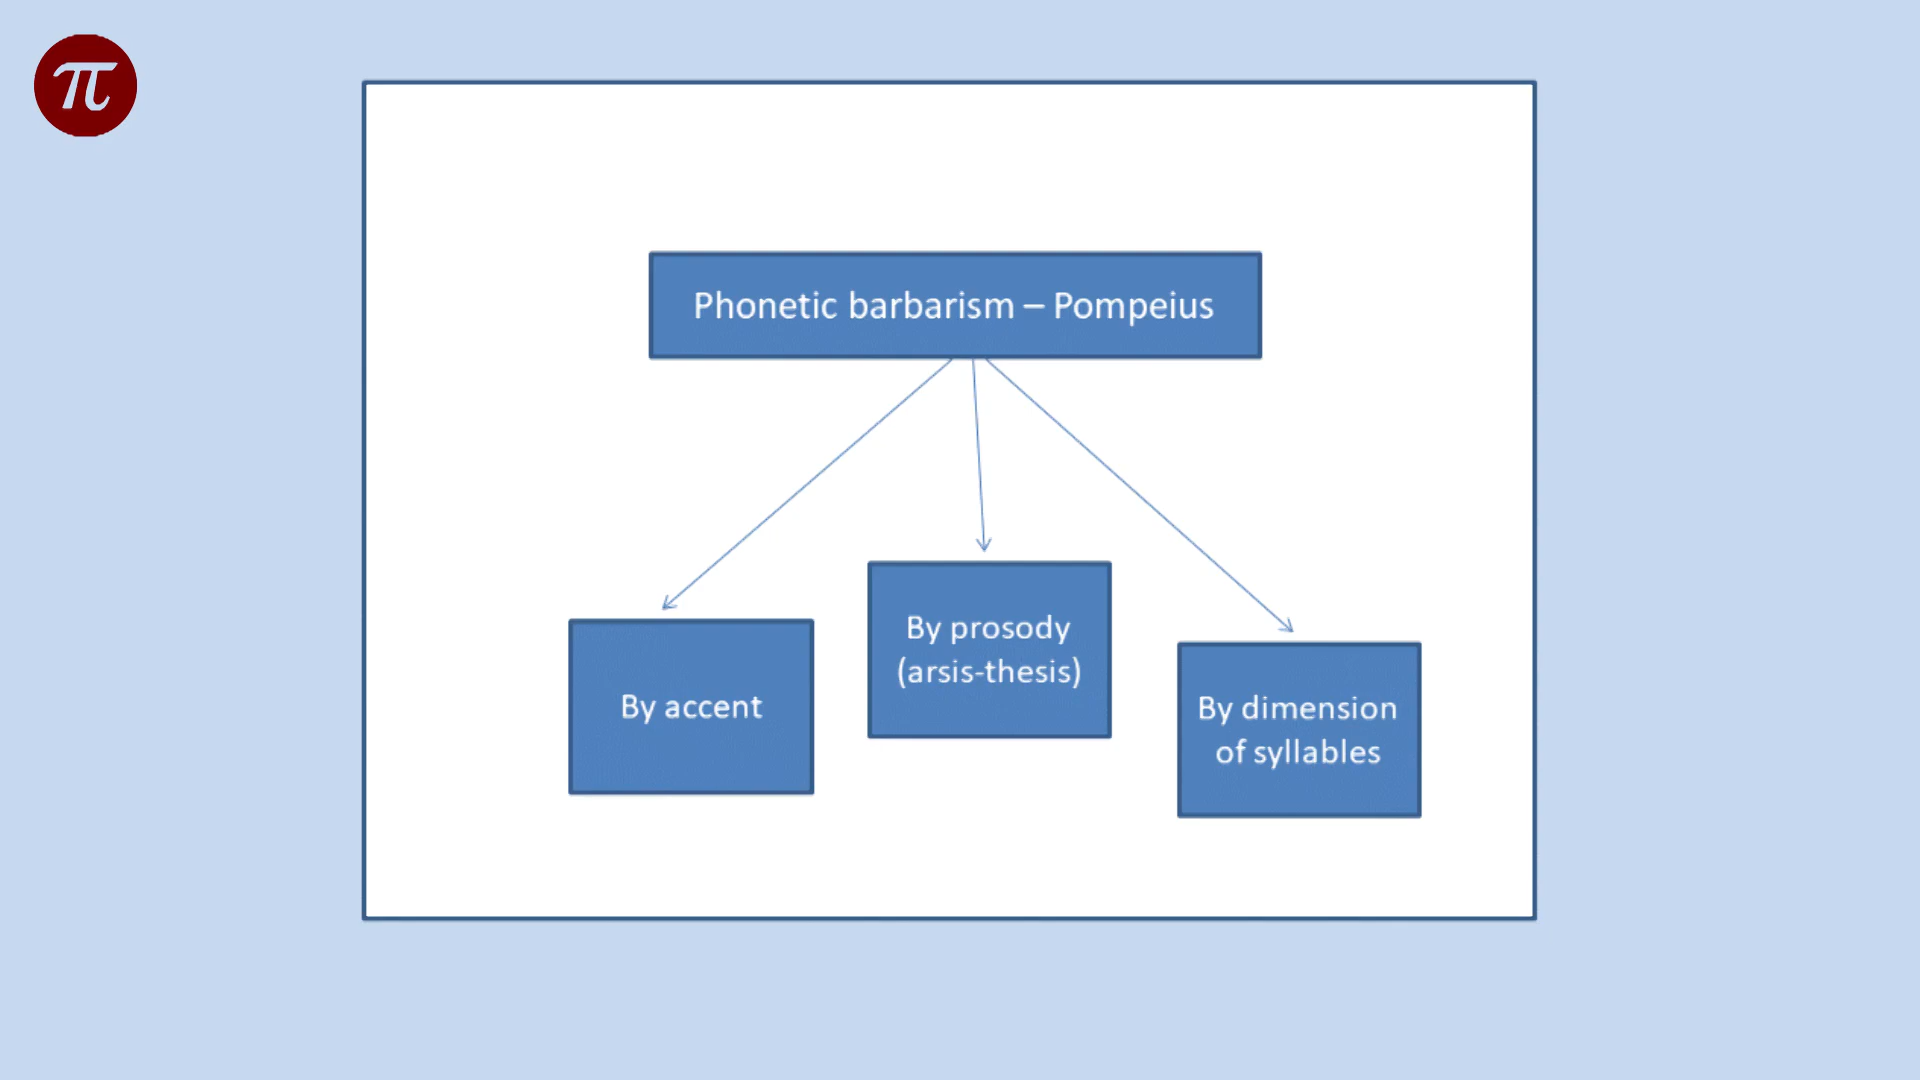 π
Phonetic barbarism – Pompeius
By accent
By prosody
(arsis-thesis)
By dimension
of syllables